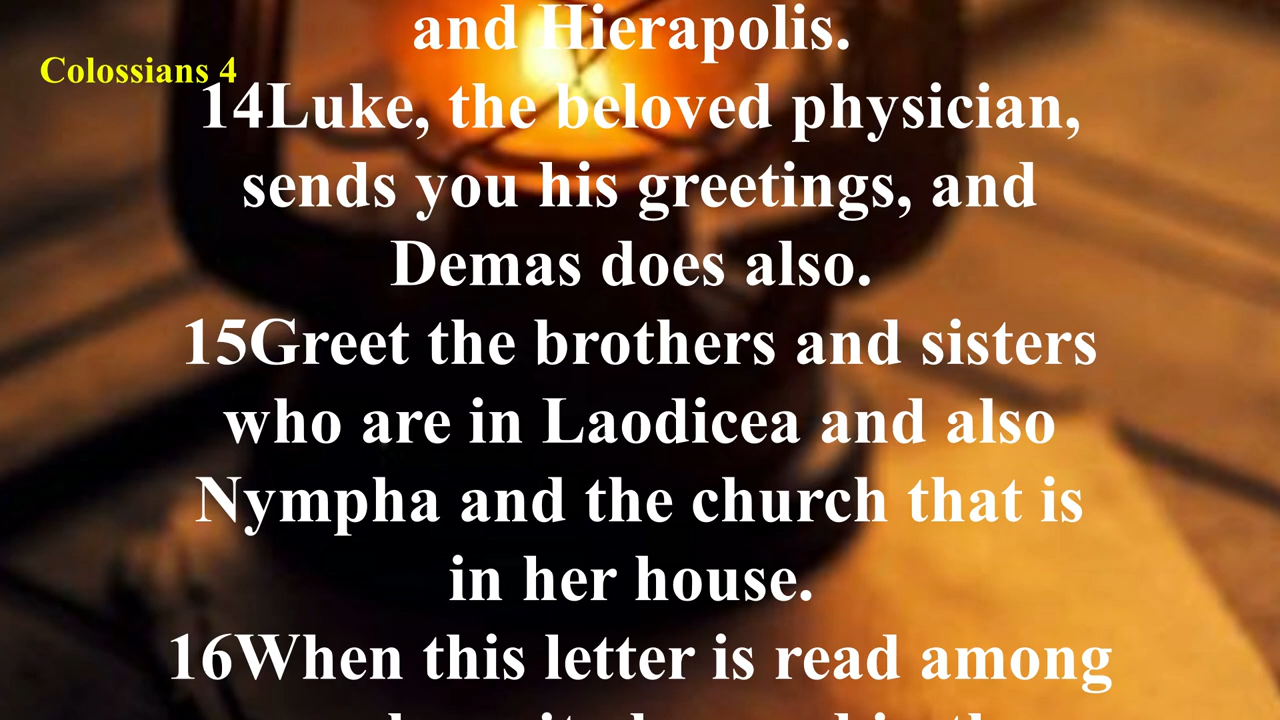 and Hierapolis.
Colossians 4
14Luke, the beloved physician,
sends you his greetings, and
Demas does also.
15Greet the brothers and sisters
who are in Laodicea and also
Nympha and the church that is
in her house.
16When this letter is read among